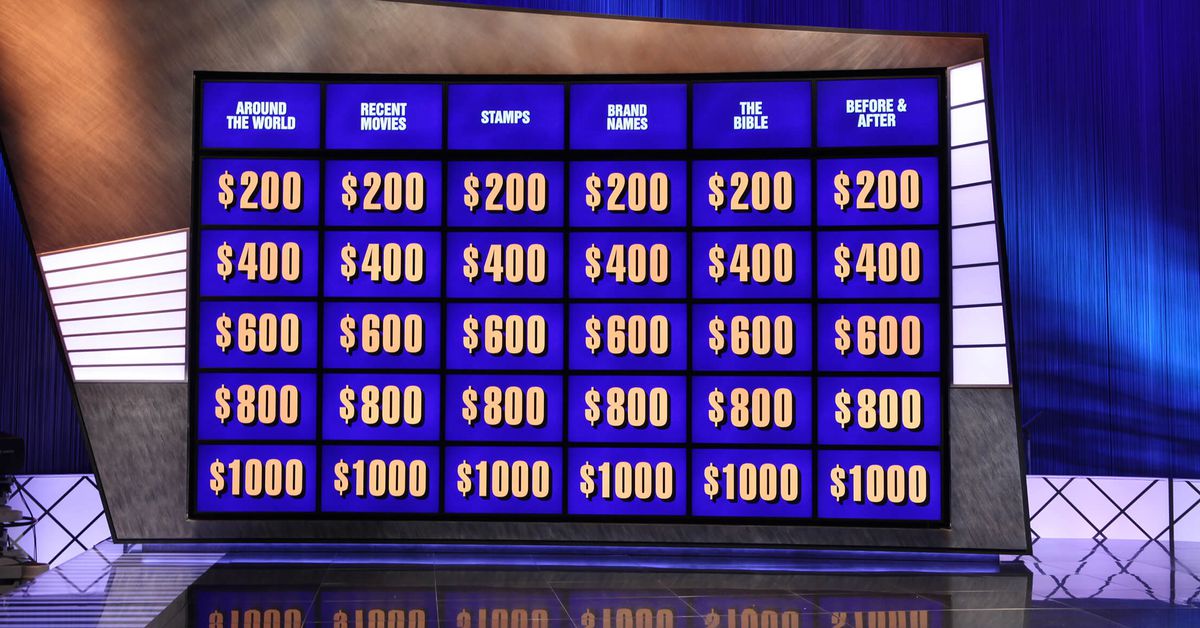 AROUND
THE WORLD
RECENT
MOVIES
STAMPS
BRAND
NAMES
THE
BIBLE
BEFORE &
AFTER
$200 $200 $200 $200 $200 $200
$400 $400 $400 $400 $400 $400
$600 $600 $600 $600 $600 $600
$800 $800 $800 $800 $800 $800
$1000 $1000 $1000 $1000 $1000 $1000